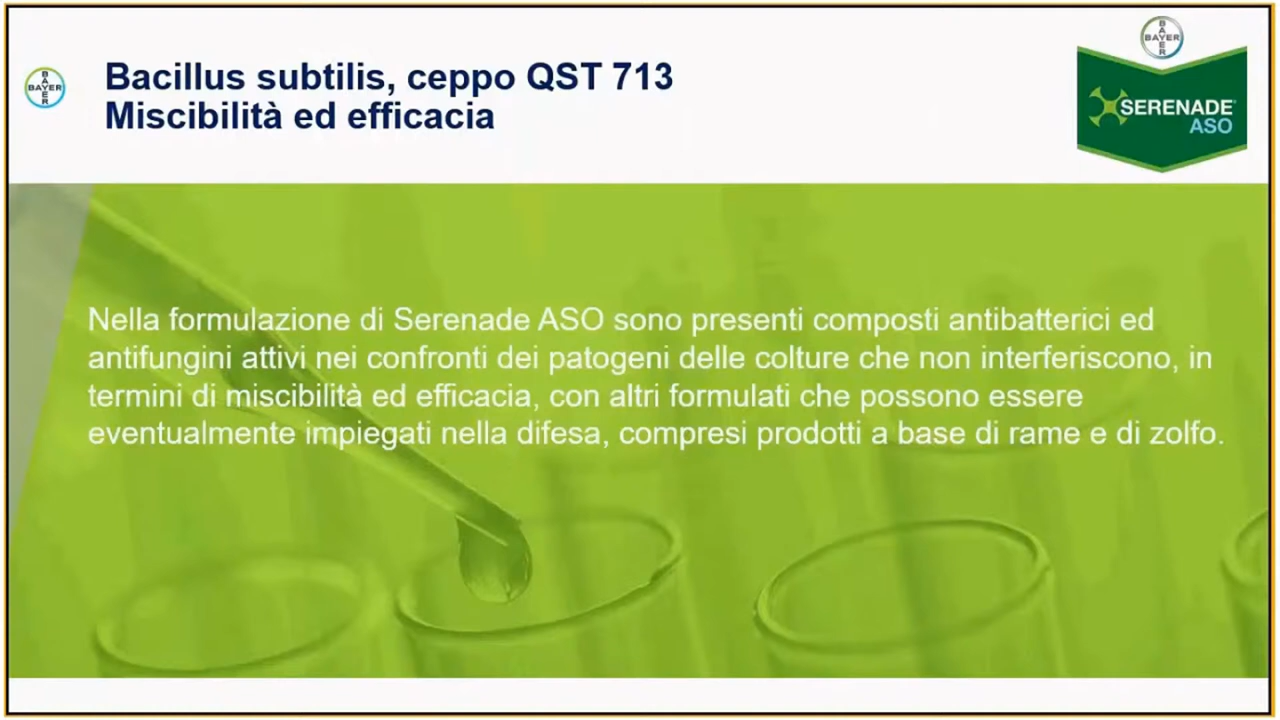 Bacillus subtilis, ceppo QST 713
Miscibilità ed efficacia
BAYER
BAYER
SERENADE®
ASO
Nella formulazione di Serenade ASO sono presenti composti antibatterici ed
antifungini attivi nei confronti dei patogeni delle colture che non interferiscono, in
termini di miscibilità ed efficacia, con altri formulati che possono essere
eventualmente impiegati nella difesa, compresi prodotti a base di rame e di zolfo.